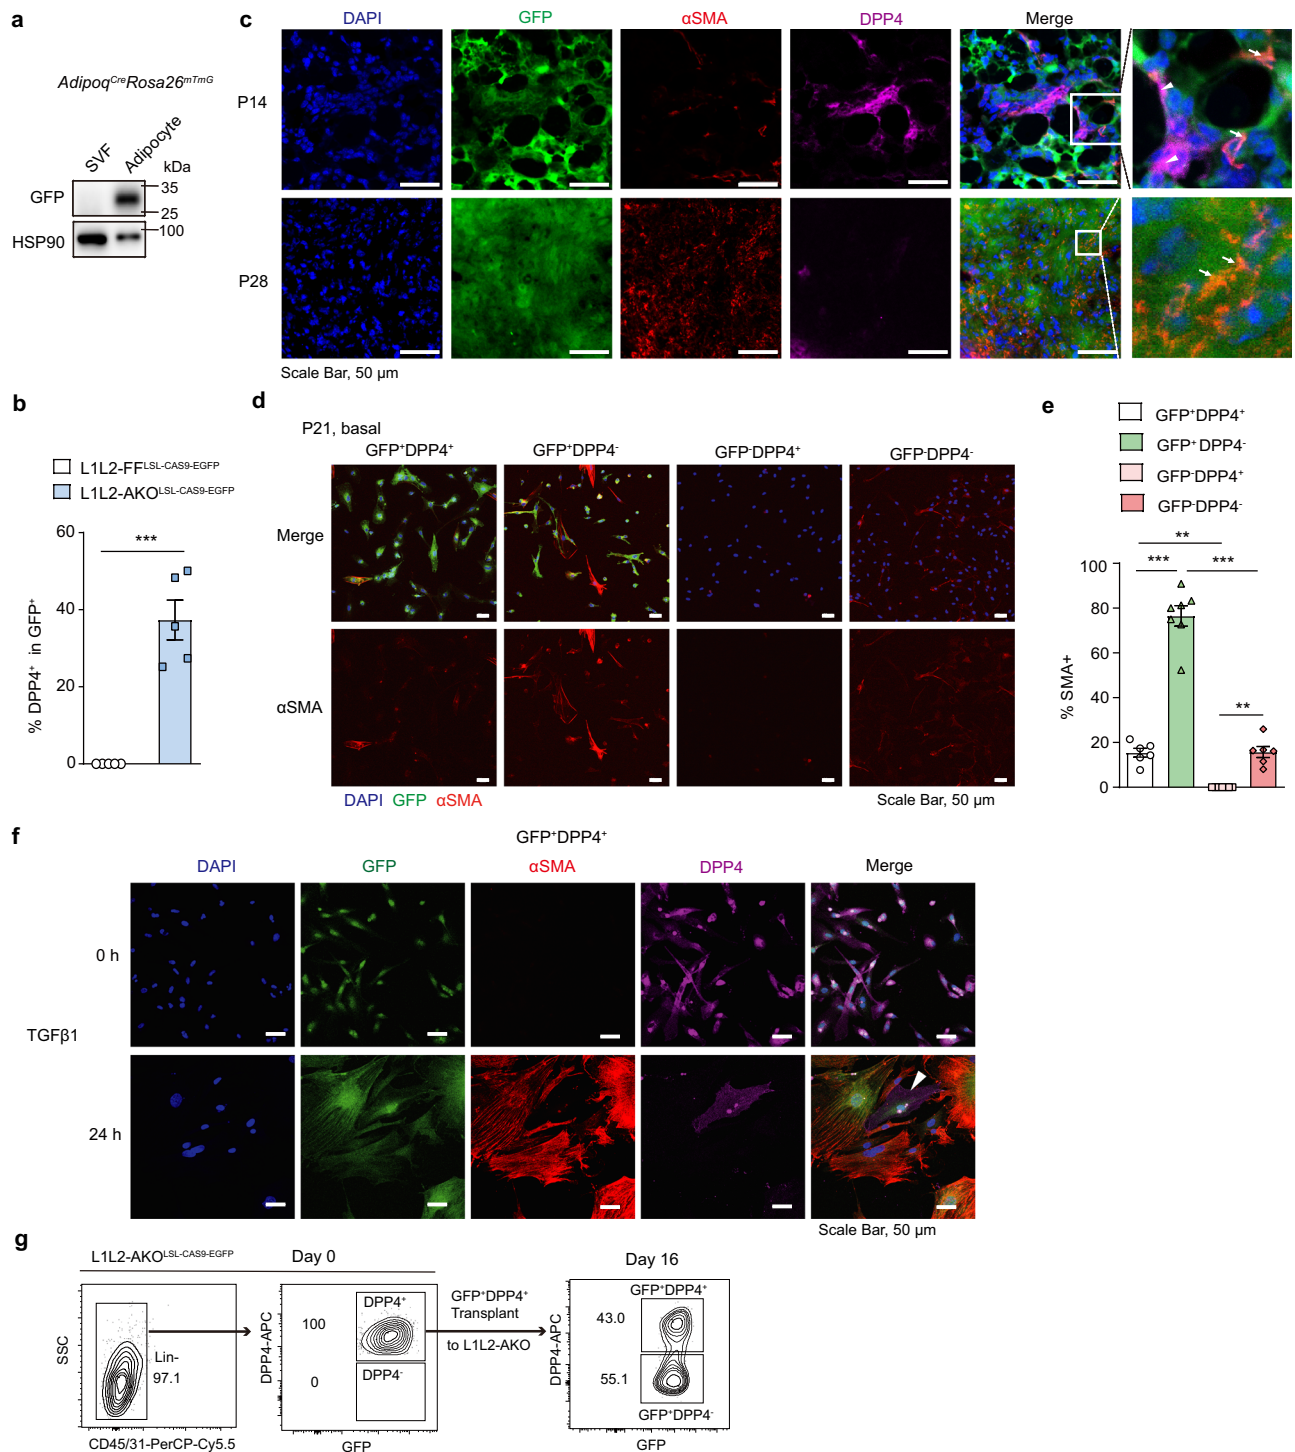 a
Adipoq^Cre Rosa26^mTmG
SVF
Adipocyte
kDa
GFP
35
25
HSP90
100
c
DAPI
GFP
αSMA
DPP4
Merge
P14
P28
Scale Bar, 50 µm
b
L1L2-FF^LSL-CAS9-EGFP
L1L2-AKO^LSL-CAS9-EGFP
***
% DPP4⁺ in GFP⁺
60
40
20
0
d
P21, basal
GFP⁺DPP4⁺
GFP⁺DPP4⁻
GFP⁻DPP4⁺
GFP⁻DPP4⁻
Merge
αSMA
DAPI GFP αSMA
Scale Bar, 50 µm
e
GFP⁺DPP4⁺
GFP⁺DPP4⁻
GFP⁻DPP4⁺
GFP⁻DPP4⁻
**
*** ***
**
% SMA+
100
80
60
40
20
0
f
GFP⁺DPP4⁺
DAPI
GFP
αSMA
DPP4
Merge
0 h
TGFβ1
24 h
Scale Bar, 50 µm
g
L1L2-AKO^LSL-CAS9-EGFP
Day 0
Day 16
SSC
Lin-
97.1
CD45/31-PerCP-Cy5.5
DPP4-APC
100
0
DPP4⁺
DPP4⁻
GFP
GFP⁺DPP4⁺
Transplant
to L1L2-AKO
DPP4-APC
GFP⁺DPP4⁺
43.0
55.1
GFP⁺DPP4⁻
GFP